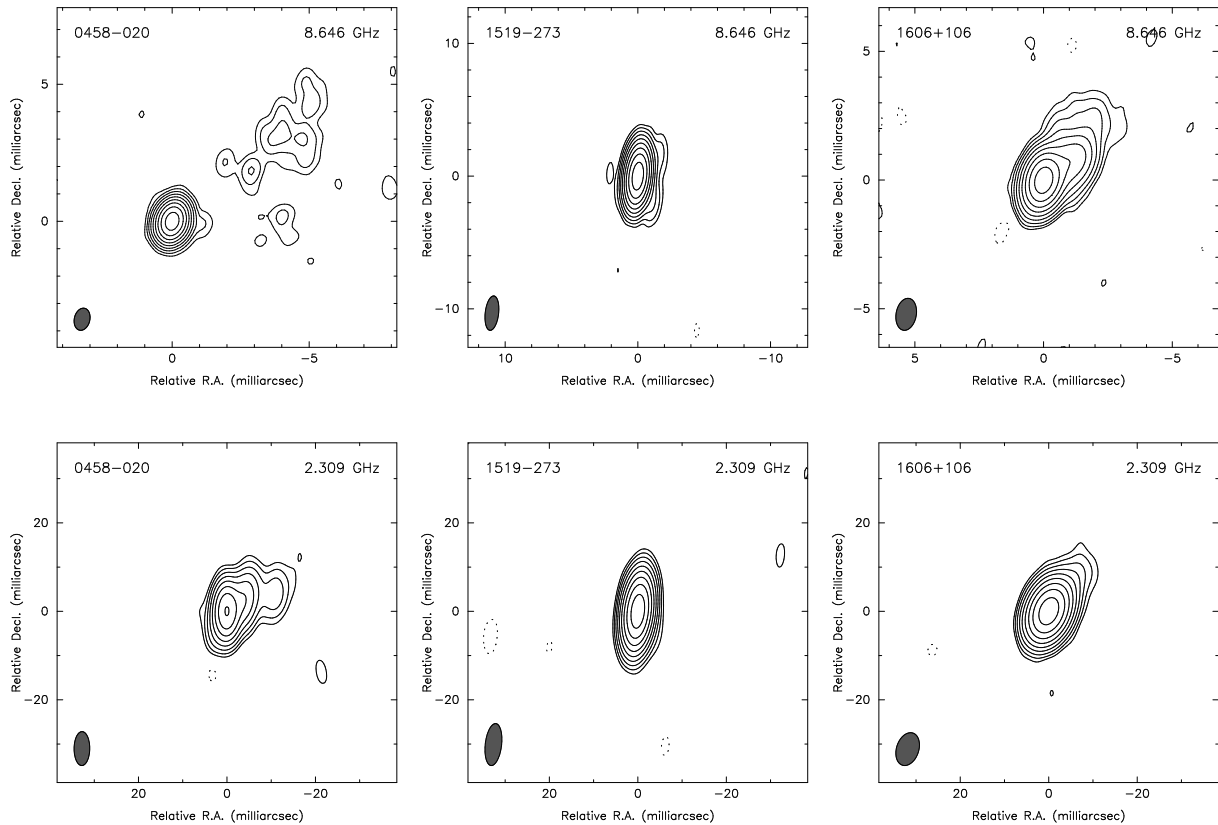 0458−020 8.646 GHz
5
0
0 −5
Relative Decl. (milliarcsec)
Relative R.A. (milliarcsec)
1519−273 8.646 GHz
10
0
−10
10 0 −10
Relative Decl. (milliarcsec)
Relative R.A. (milliarcsec)
1606+106 8.646 GHz
5
0
−5
5 0 −5
Relative Decl. (milliarcsec)
Relative R.A. (milliarcsec)
0458−020 2.309 GHz
20
0
−20
20 0 −20
Relative Decl. (milliarcsec)
Relative R.A. (milliarcsec)
1519−273 2.309 GHz
20
0
−20
20 0 −20
Relative Decl. (milliarcsec)
Relative R.A. (milliarcsec)
1606+106 2.309 GHz
20
0
−20
20 0 −20
Relative Decl. (milliarcsec)
Relative R.A. (milliarcsec)